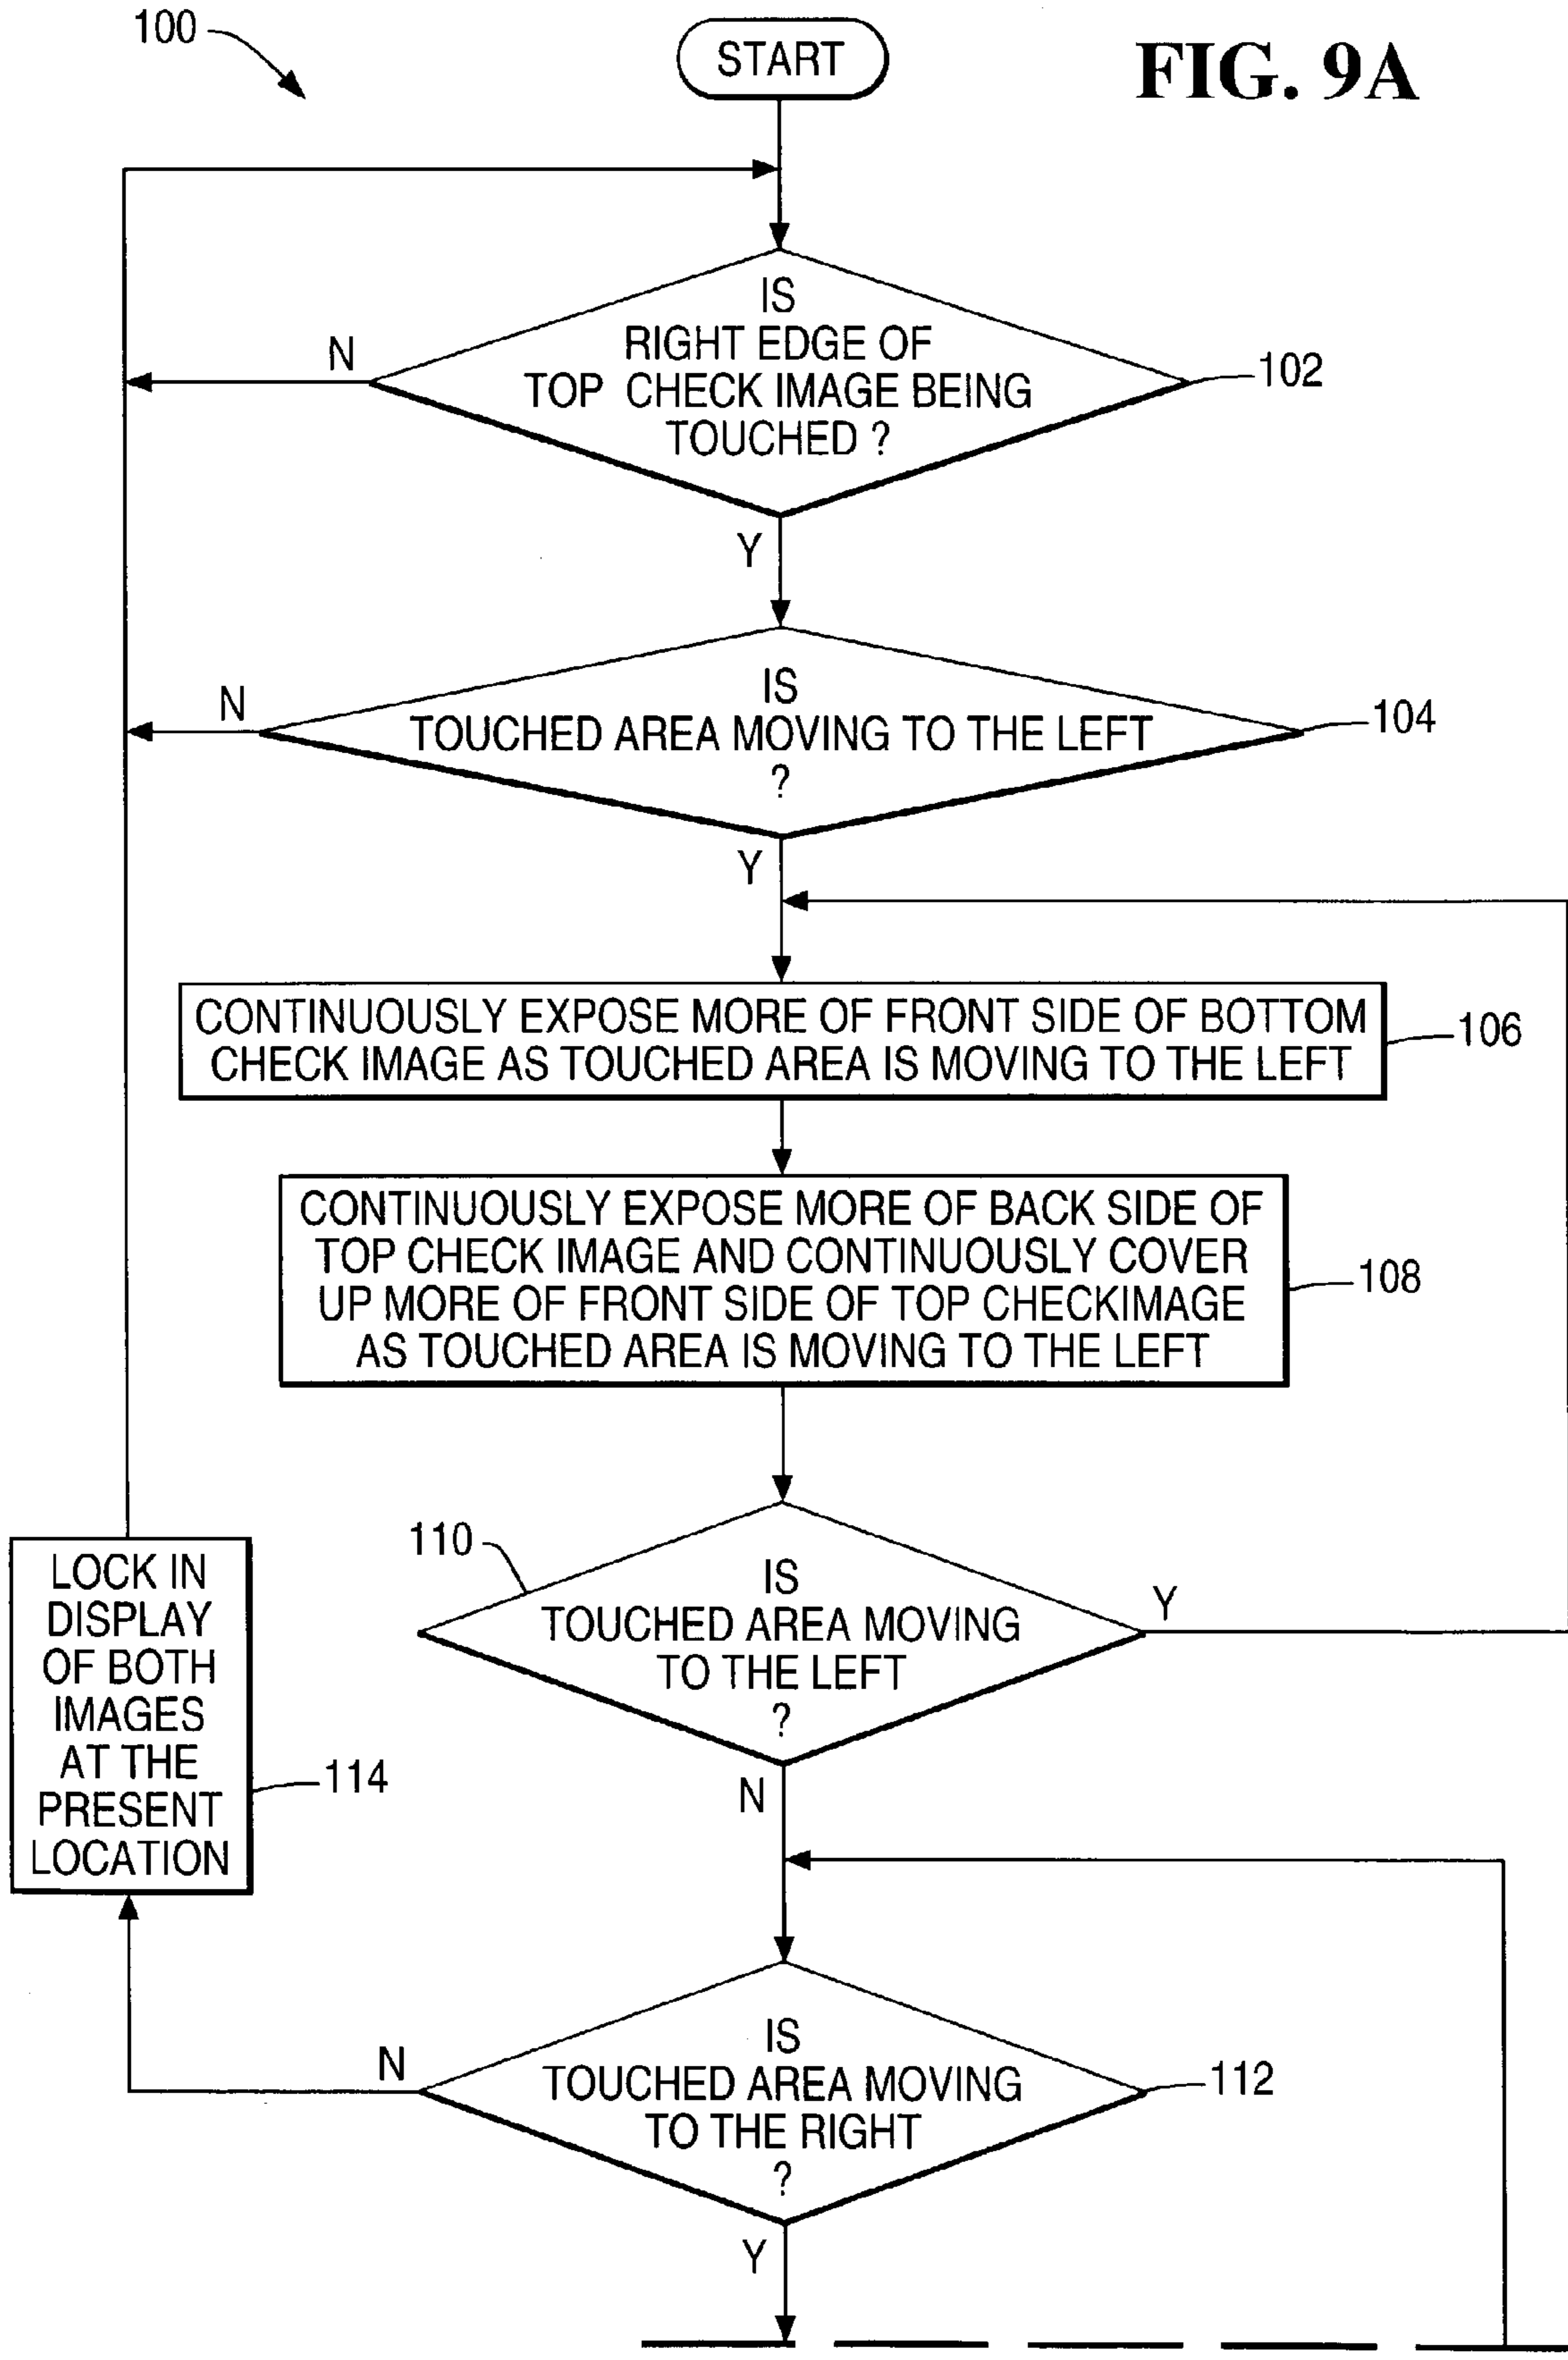 100
START
FIG. 9A
IS
RIGHT EDGE OF
TOP CHECK IMAGE BEING
TOUCHED ?
N
102
Y
IS
TOUCHED AREA MOVING TO THE LEFT
?
N
104
Y
CONTINUOUSLY EXPOSE MORE OF FRONT SIDE OF BOTTOM
CHECK IMAGE AS TOUCHED AREA IS MOVING TO THE LEFT
106
CONTINUOUSLY EXPOSE MORE OF BACK SIDE OF
TOP CHECK IMAGE AND CONTINUOUSLY COVER
UP MORE OF FRONT SIDE OF TOP CHECKIMAGE
AS TOUCHED AREA IS MOVING TO THE LEFT
108
110
IS
TOUCHED AREA MOVING
TO THE LEFT
?
Y
N
LOCK IN
DISPLAY
OF BOTH
IMAGES
AT THE
PRESENT
LOCATION
114
IS
TOUCHED AREA MOVING
TO THE RIGHT
?
N
112
Y